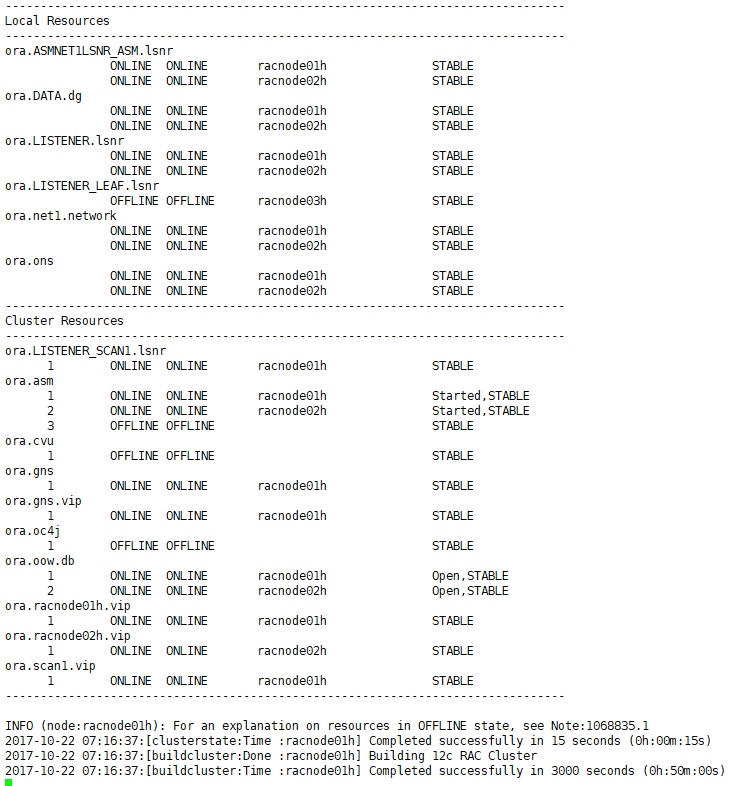 --------------------------------------------------------------------------------
Local Resources
--------------------------------------------------------------------------------
ora.ASMNET1LSNR_ASM.lsnr
               ONLINE  ONLINE       racnode01h               STABLE
               ONLINE  ONLINE       racnode02h               STABLE
ora.DATA.dg
               ONLINE  ONLINE       racnode01h               STABLE
               ONLINE  ONLINE       racnode02h               STABLE
ora.LISTENER.lsnr
               ONLINE  ONLINE       racnode01h               STABLE
               ONLINE  ONLINE       racnode02h               STABLE
ora.LISTENER_LEAF.lsnr
               OFFLINE OFFLINE      racnode03h               STABLE
ora.net1.network
               ONLINE  ONLINE       racnode01h               STABLE
               ONLINE  ONLINE       racnode02h               STABLE
ora.ons
               ONLINE  ONLINE       racnode01h               STABLE
               ONLINE  ONLINE       racnode02h               STABLE
--------------------------------------------------------------------------------
Cluster Resources
--------------------------------------------------------------------------------
ora.LISTENER_SCAN1.lsnr
      1        ONLINE  ONLINE       racnode01h               STABLE
ora.asm
      1        ONLINE  ONLINE       racnode01h               Started,STABLE
      2        ONLINE  ONLINE       racnode02h               Started,STABLE
      3        OFFLINE OFFLINE                               STABLE
ora.cvu
      1        OFFLINE OFFLINE                               STABLE
ora.gns
      1        ONLINE  ONLINE       racnode01h               STABLE
ora.gns.vip
      1        ONLINE  ONLINE       racnode01h               STABLE
ora.oc4j
      1        OFFLINE OFFLINE                               STABLE
ora.oow.db
      1        ONLINE  ONLINE       racnode01h               Open,STABLE
      2        ONLINE  ONLINE       racnode02h               Open,STABLE
ora.racnode01h.vip
      1        ONLINE  ONLINE       racnode01h               STABLE
ora.racnode02h.vip
      1        ONLINE  ONLINE       racnode02h               STABLE
ora.scan1.vip
      1        ONLINE  ONLINE       racnode01h               STABLE
--------------------------------------------------------------------------------
INFO (node:racnode01h): For an explanation on resources in OFFLINE state, see Note:1068835.1
2017-10-22 07:16:37:[clusterstate:Time :racnode01h] Completed successfully in 15 seconds (0h:00m:15s)
2017-10-22 07:16:37:[buildcluster:Done :racnode01h] Building 12c RAC Cluster
2017-10-22 07:16:37:[buildcluster:Time :racnode01h] Completed successfully in 3000 seconds (0h:50m:00s)